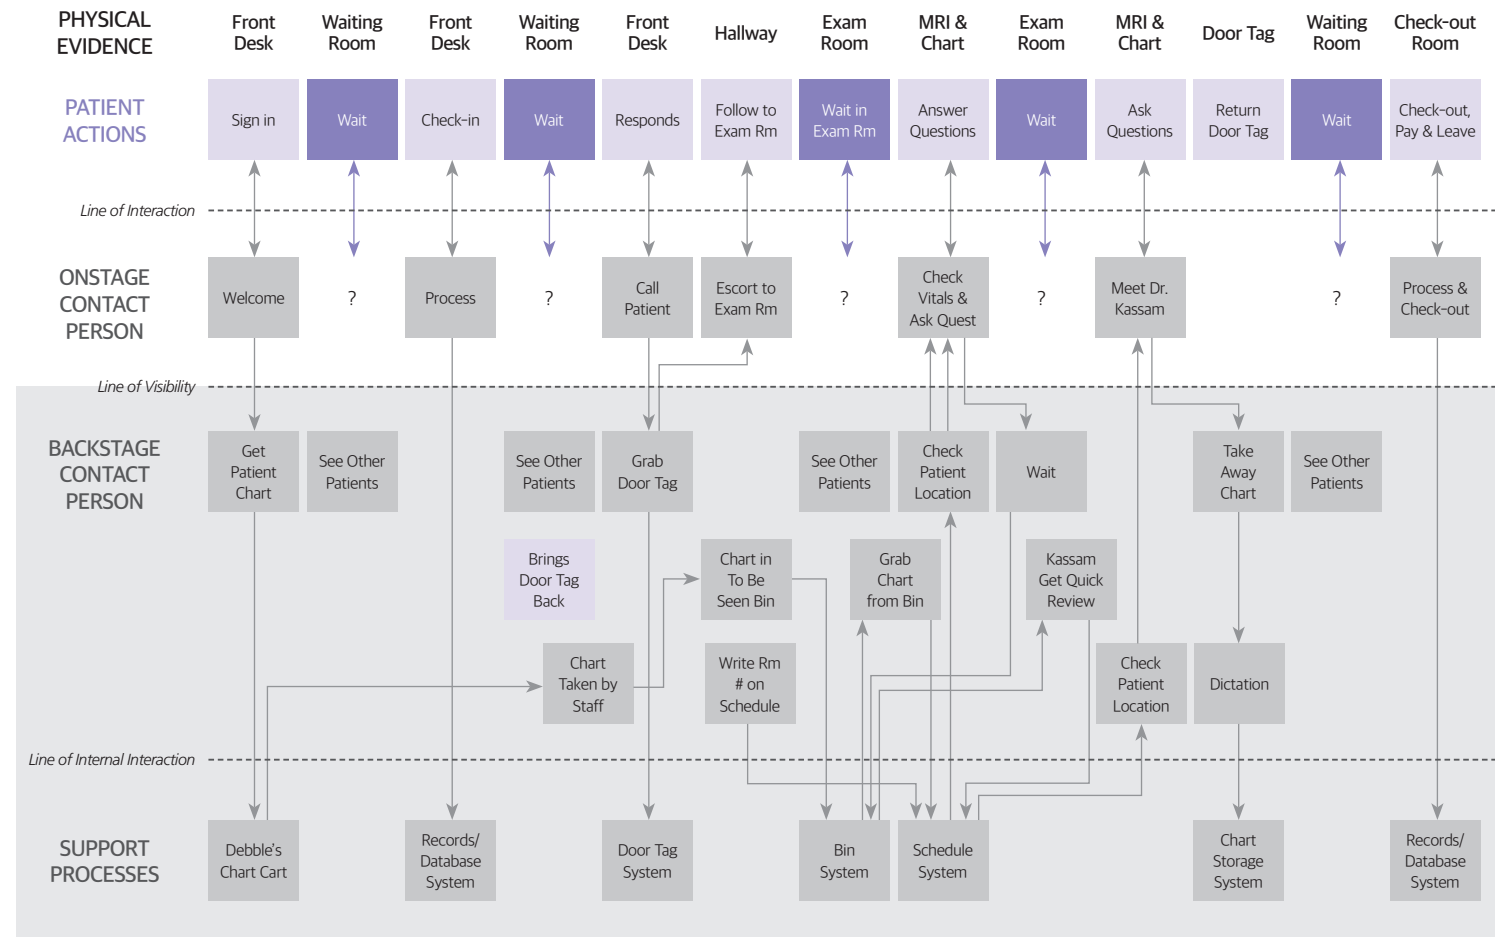 PHYSICAL
EVIDENCE
Front
Desk
Waiting
Room
Front
Desk
Waiting
Room
Front
Desk
Hallway
Exam
Room
MRI &
Chart
Exam
Room
MRI &
Chart
Door Tag
Waiting
Room
Check-out
Room
PATIENT
ACTIONS
Sign in
Wait
Check-in
Wait
Responds
Follow to
Exam Rm
Wait in
Exam Rm
Answer
Questions
Wait
Ask
Questions
Return
Door Tag
Wait
Check-out,
Pay & Leave
Line of Interaction
ONSTAGE
CONTACT
PERSON
Welcome
?
Process
?
Call
Patient
Escort to
Exam Rm
?
Check
Vitals &
Ask Quest
?
Meet Dr.
Kassam
?
Process &
Check-out
Line of Visibility
BACKSTAGE
CONTACT
PERSON
Get
Patient
Chart
See Other
Patients
See Other
Patients
Grab
Door Tag
See Other
Patients
Check
Patient
Location
Wait
Take
Away
Chart
See Other
Patients
Brings
Door Tag
Back
Chart in
To Be
Seen Bin
Grab
Chart
from Bin
Kassam
Get Quick
Review
Chart
Taken by
Staff
Write Rm
# on
Schedule
Check
Patient
Location
Dictation
Line of Internal Interaction
SUPPORT
PROCESSES
Debble's
Chart Cart
Records/
Database
System
Door Tag
System
Bin
System
Schedule
System
Chart
Storage
System
Records/
Database
System